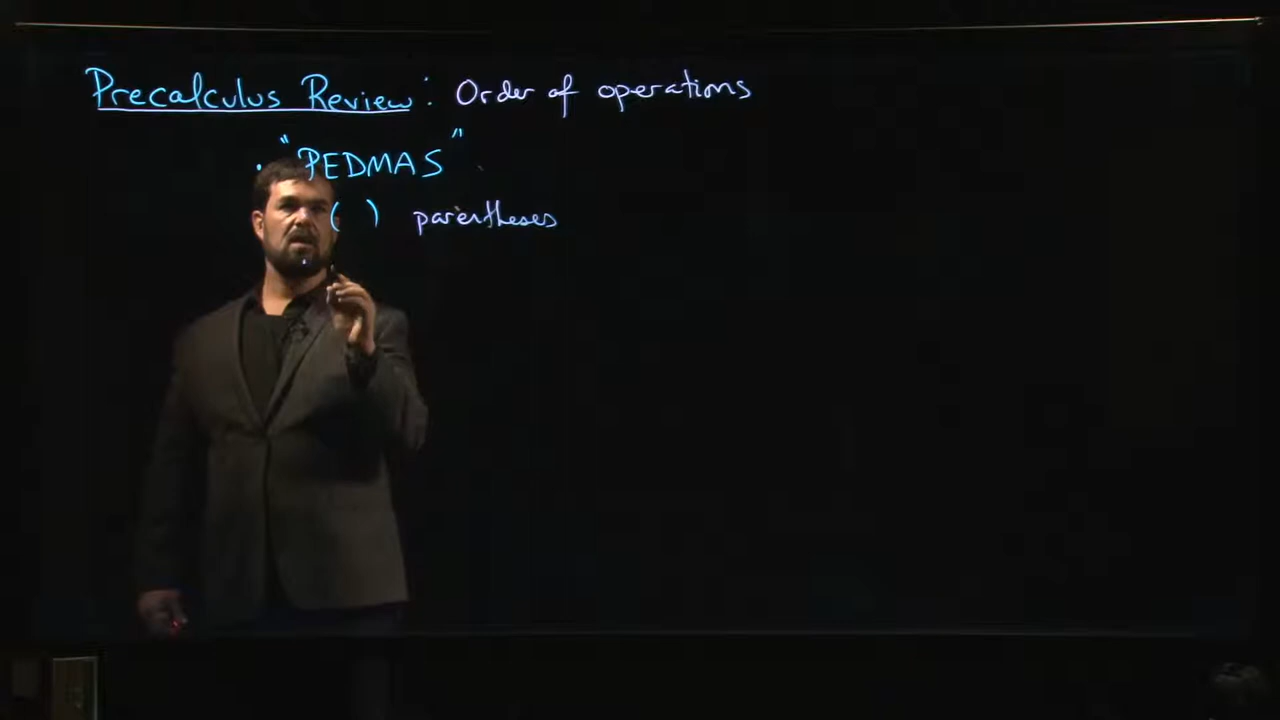 Precalculus Review: Order of operations
• "PEDMAS"
( ) parentheses